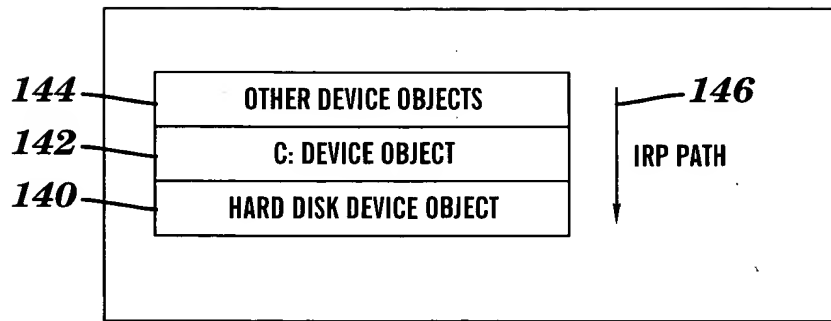 144 OTHER DEVICE OBJECTS 146
142 C: DEVICE OBJECT IRP PATH
140 HARD DISK DEVICE OBJECT